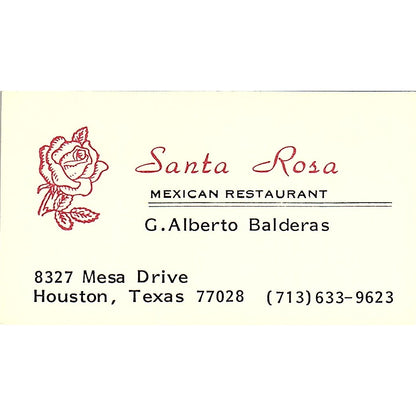 Santa Rosa
MEXICAN RESTAURANT
G.Alberto Balderas
8327 Mesa Drive
Houston, Texas 77028 (713)633-9623